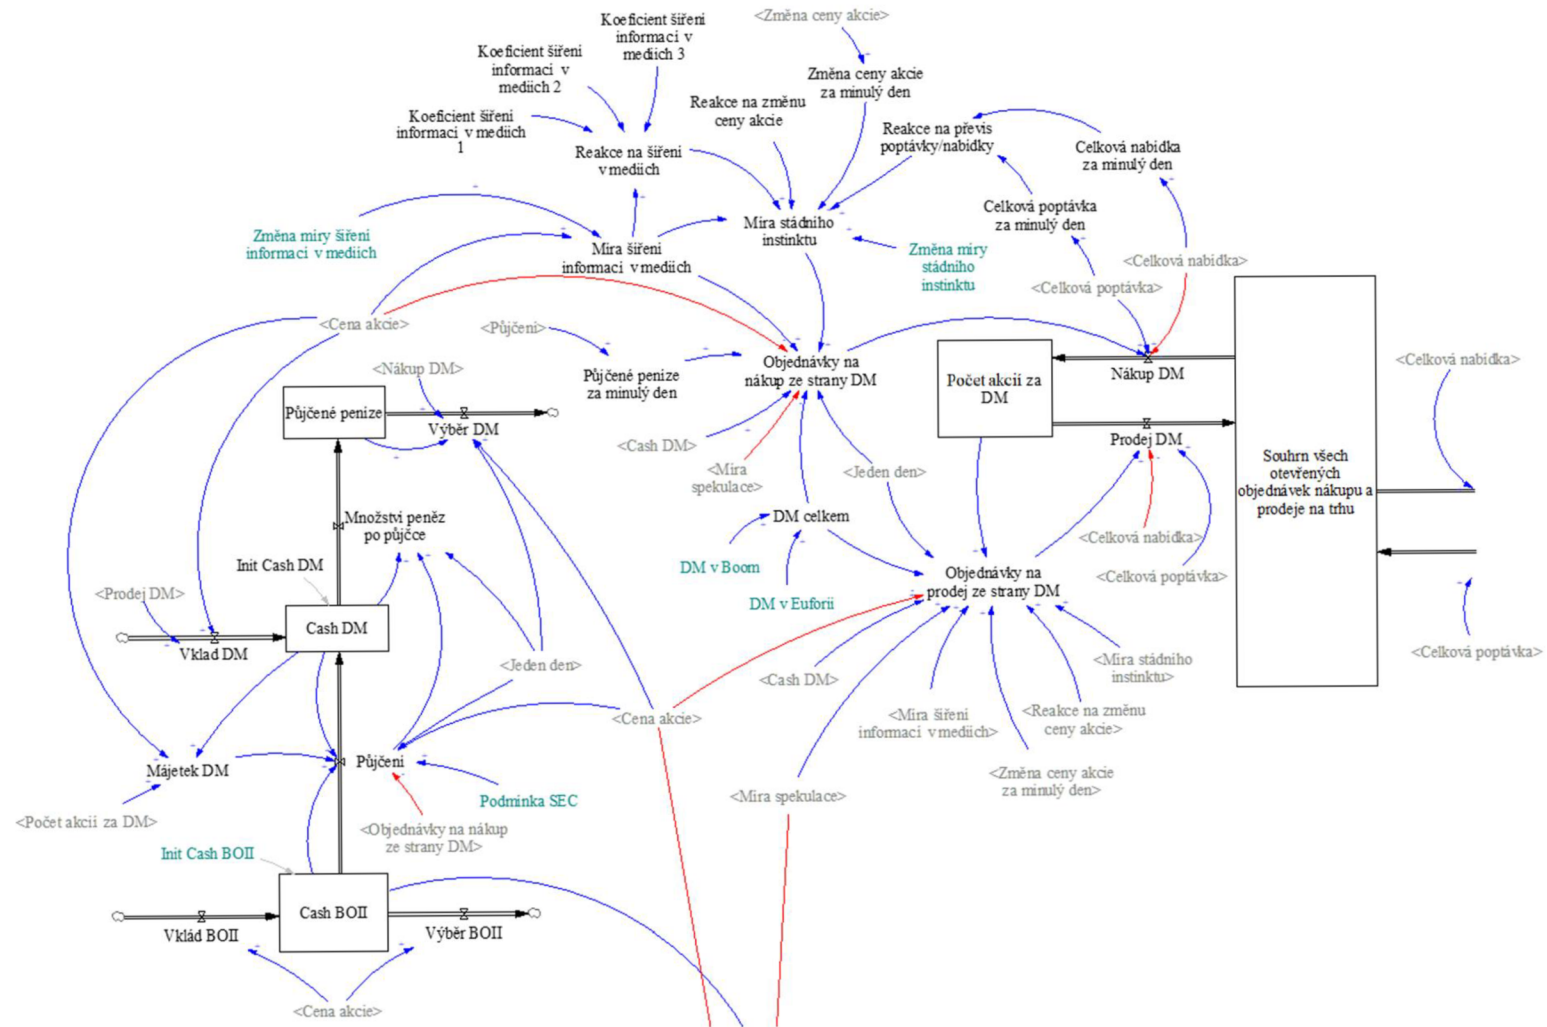 Koeficient šíření
informací v
mediích 3
<Změna ceny akcie>
Koeficient šíření
informací v
mediích 2
Změna ceny akcie
za minulý den
Koeficient šíření
informací v mediích
1
Reakce na změnu
ceny akcie
Reakce na převis
poptávky/nabídky
Celková nabídka
za minulý den
Reakce na šíření
v mediích
Celková poptávka
za minulý den
Změna míry šíření
informací v mediích
Míra šíření
informací v mediích
Míra stádního
instinktu
Změna míry
stádního
instinktu
<Celková nabídka>
<Celková poptávka>
<Cena akcie>
<Půjčení>
Půjčené peníze
za minulý den
Objednávky na
nákup ze strany DM
Počet akcií za
DM
Nákup DM
<Celková nabídka>
<Nákup DM>
Půjčené peníze
Výběr DM
<Cash DM>
<Míra
spekulace>
<Jeden den>
Prodej DM
Souhrn všech
otevřených
objednávek nákupu a
prodeje na trhu
Množství peněz
po půjčce
DM celkem
<Celková nabídka>
Init Cash DM
DM v Boom
DM v Euforii
Objednávky na
prodej ze strany DM
<Celková poptávka>
<Prodej DM>
Cash DM
Vklad DM
<Jeden den>
<Cash DM>
<Míra stádního
instinktu>
<Celková poptávka>
<Cena akcie>
<Míra šíření
informací v mediích>
<Reakce na změnu
ceny akcie>
Májetek DM
Půjčení
<Změna ceny akcie
za minulý den>
<Míra spekulace>
Podmínka SEC
<Počet akcií za DM>
<Objednávky na nákup
ze strany DM>
Init Cash BOII
Cash BOII
Vklád BOII
Výběr BOII
<Cena akcie>